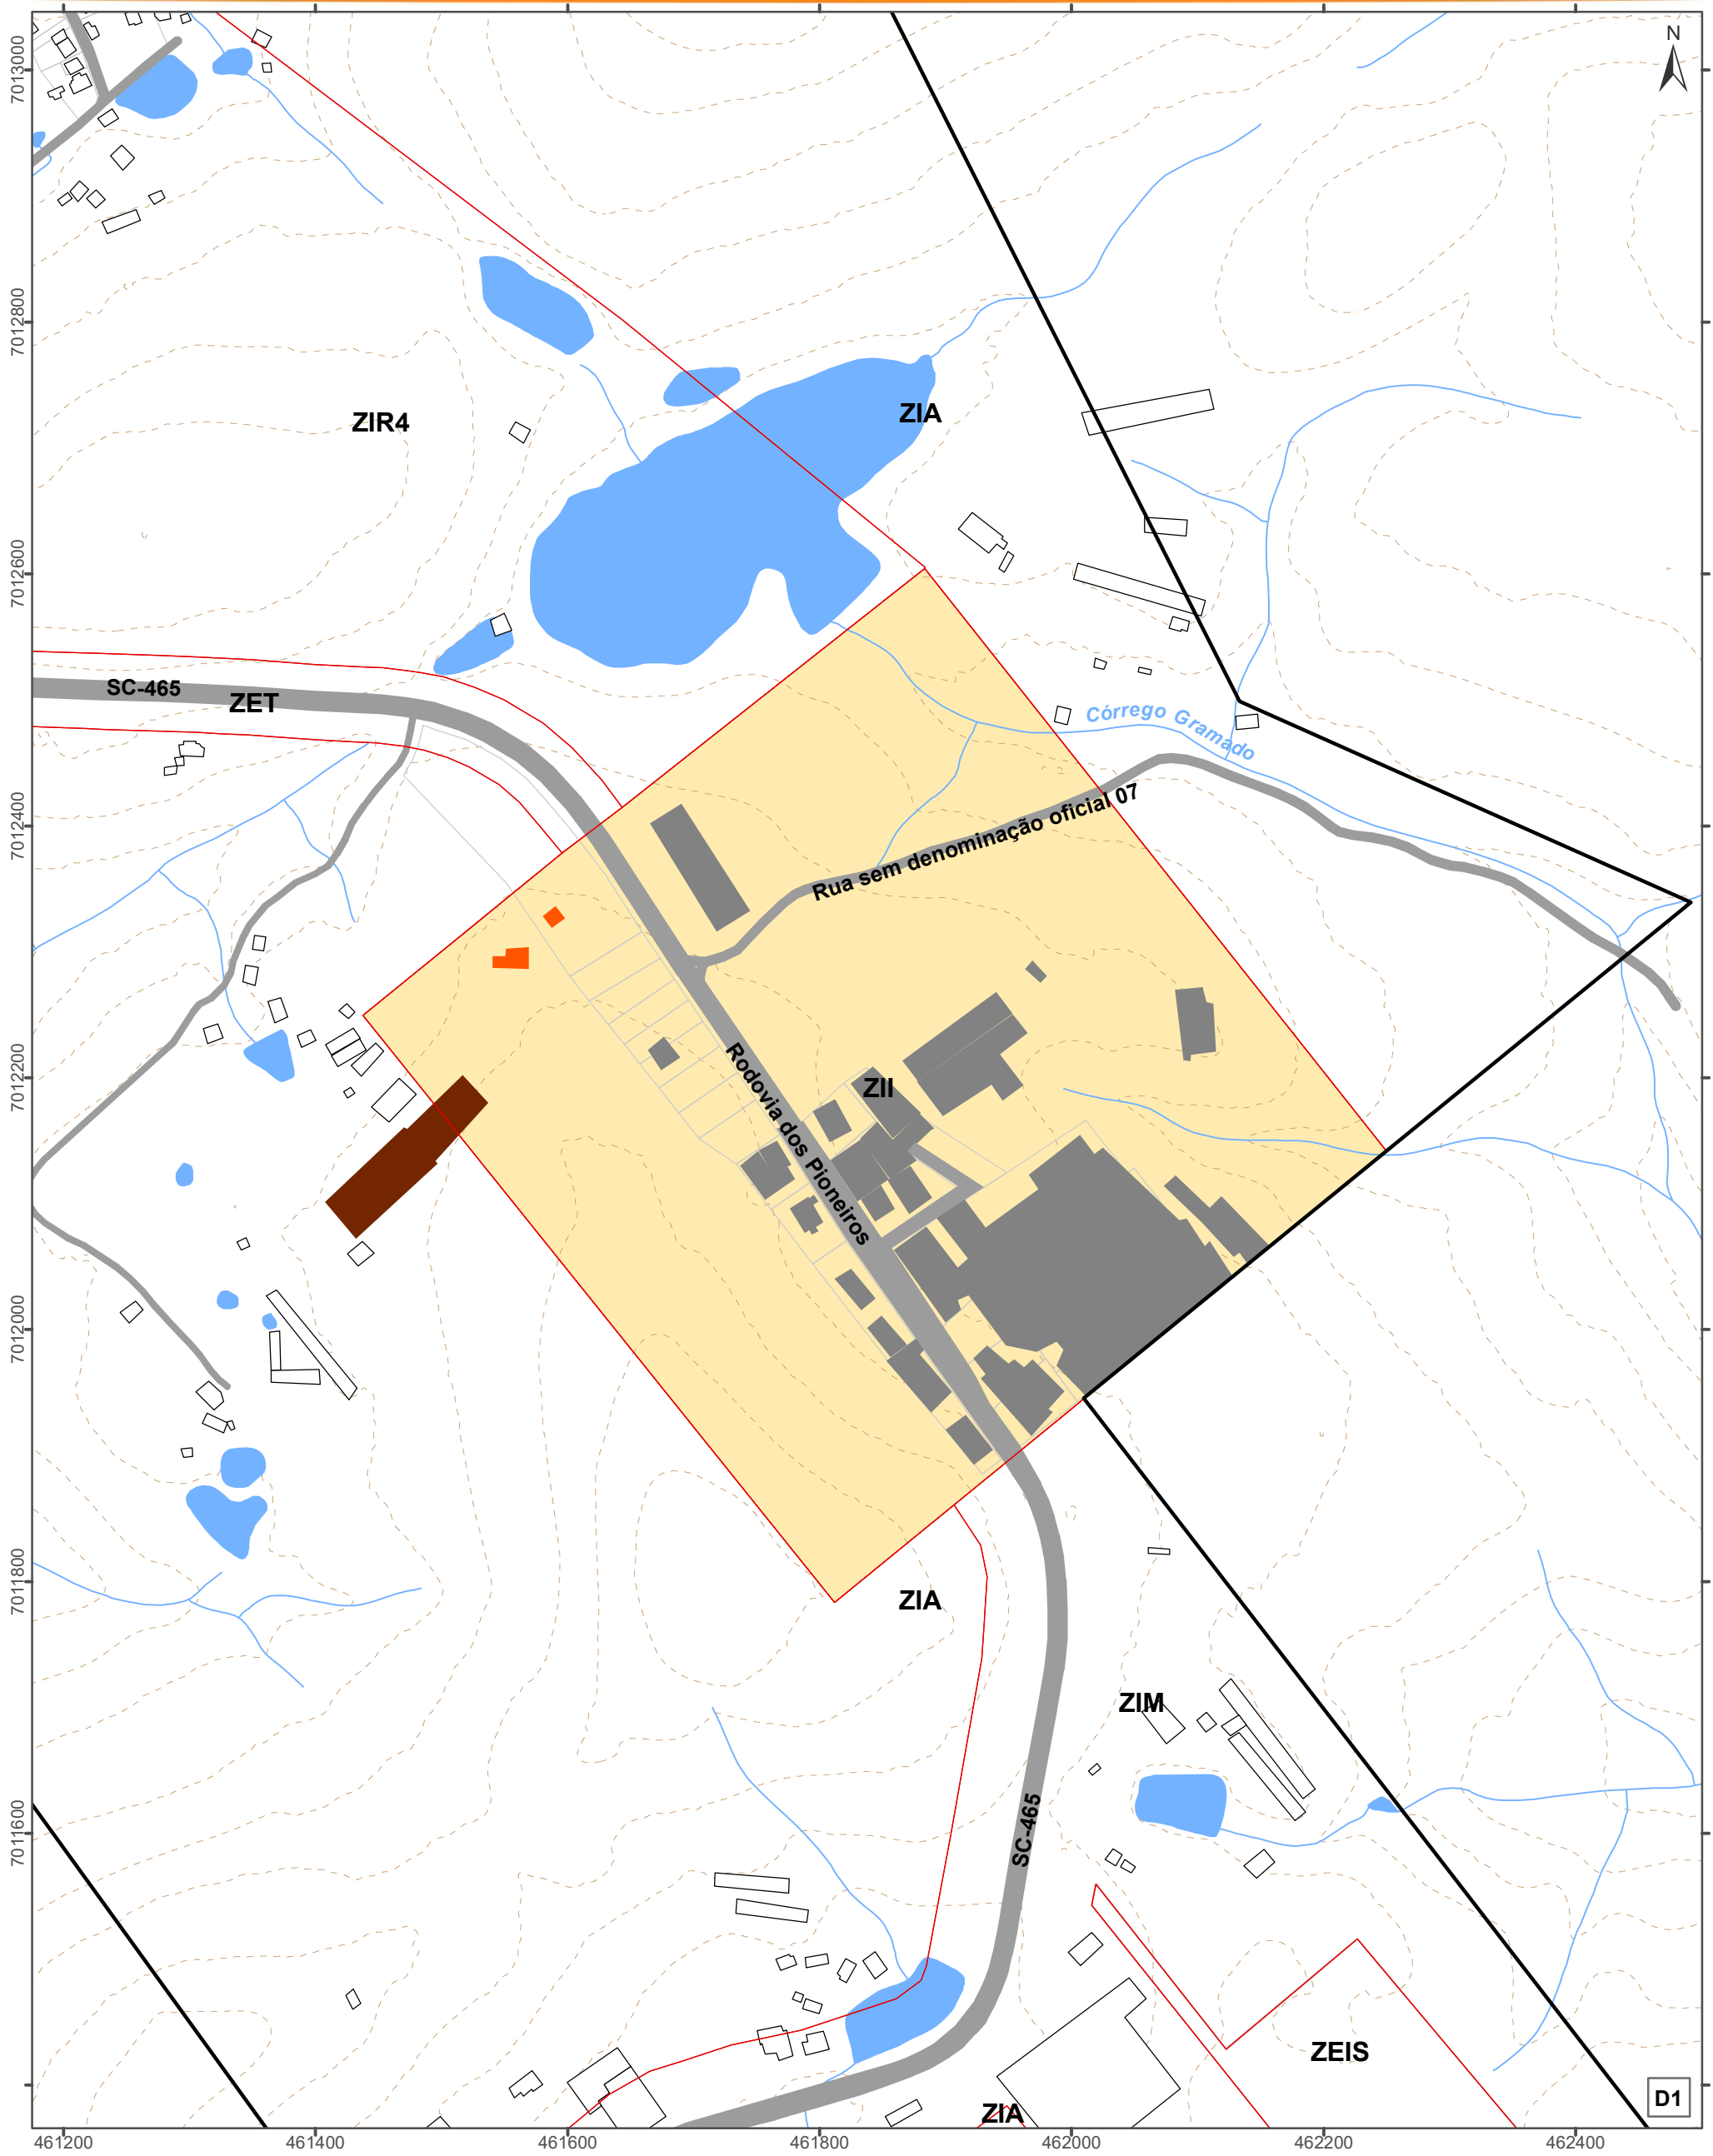 N
7013000
7012800
7012600
7012400
7012200
7012000
7011800
7011600
ZIR4
ZIA
SC-465
ZET
Córrego Gramado
Rua sem denominação oficial 07
ZII
Rodovia dos Pioneiros
ZIA
ZIM
SC-465
ZEIS
ZIA
D1
461200
461400
461600
461800
462000
462200
462400